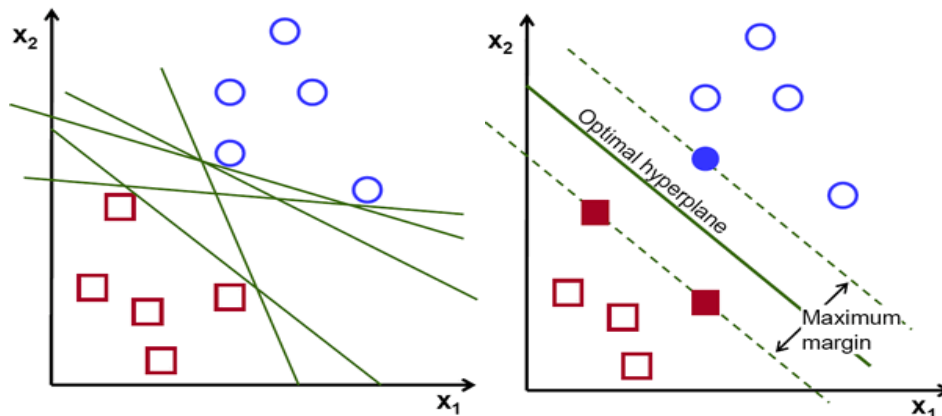 x₂
x₁
x₂
Optimal hyperplane
Maximum
margin
x₁